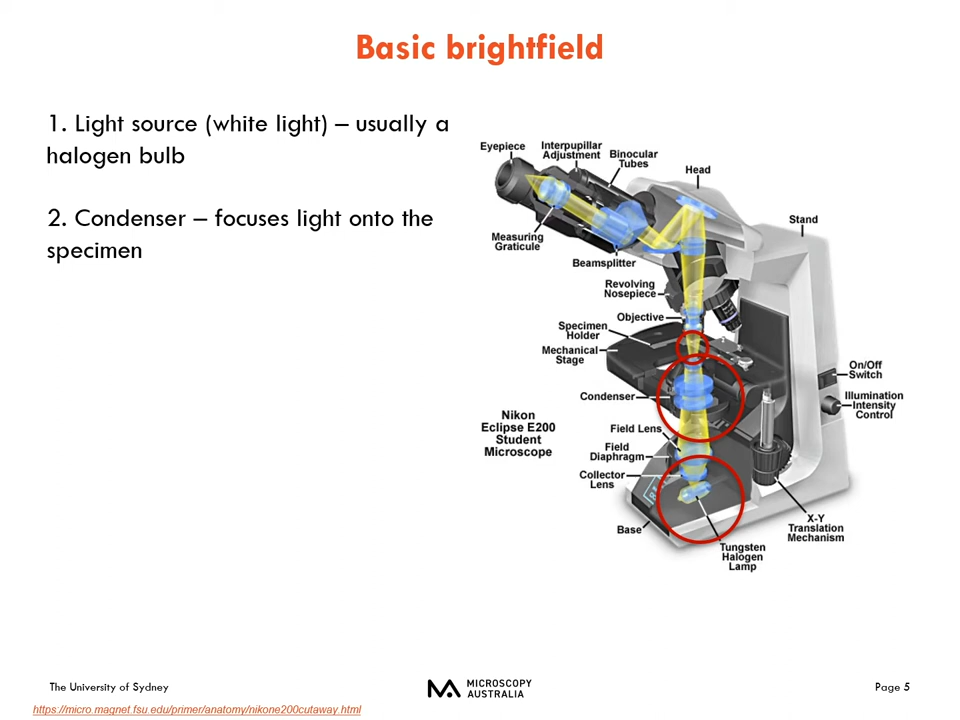 Basic brightfield
1. Light source (white light) – usually a
halogen bulb
2. Condenser – focuses light onto the
specimen
Eyepiece
Interpupillar
Adjustment
Binocular
Tubes
Head
Stand
Measuring
Graticule
Beamsplitter
Revolving
Nosepiece
Objective
Specimen
Holder
Mechanical
Stage
On/Off
Switch
Condenser
Illumination
Intensity
Control
Nikon
Eclipse E200
Student
Microscope
Field Lens
Field
Diaphragm
Collector
Lens
Base
X-Y
Translation
Mechanism
Tungsten
Halogen
Lamp
The University of Sydney
MICROSCOPY
AUSTRALIA
Page 5
https://micro.magnet.fsu.edu/primer/anatomy/nikone200cutaway.html